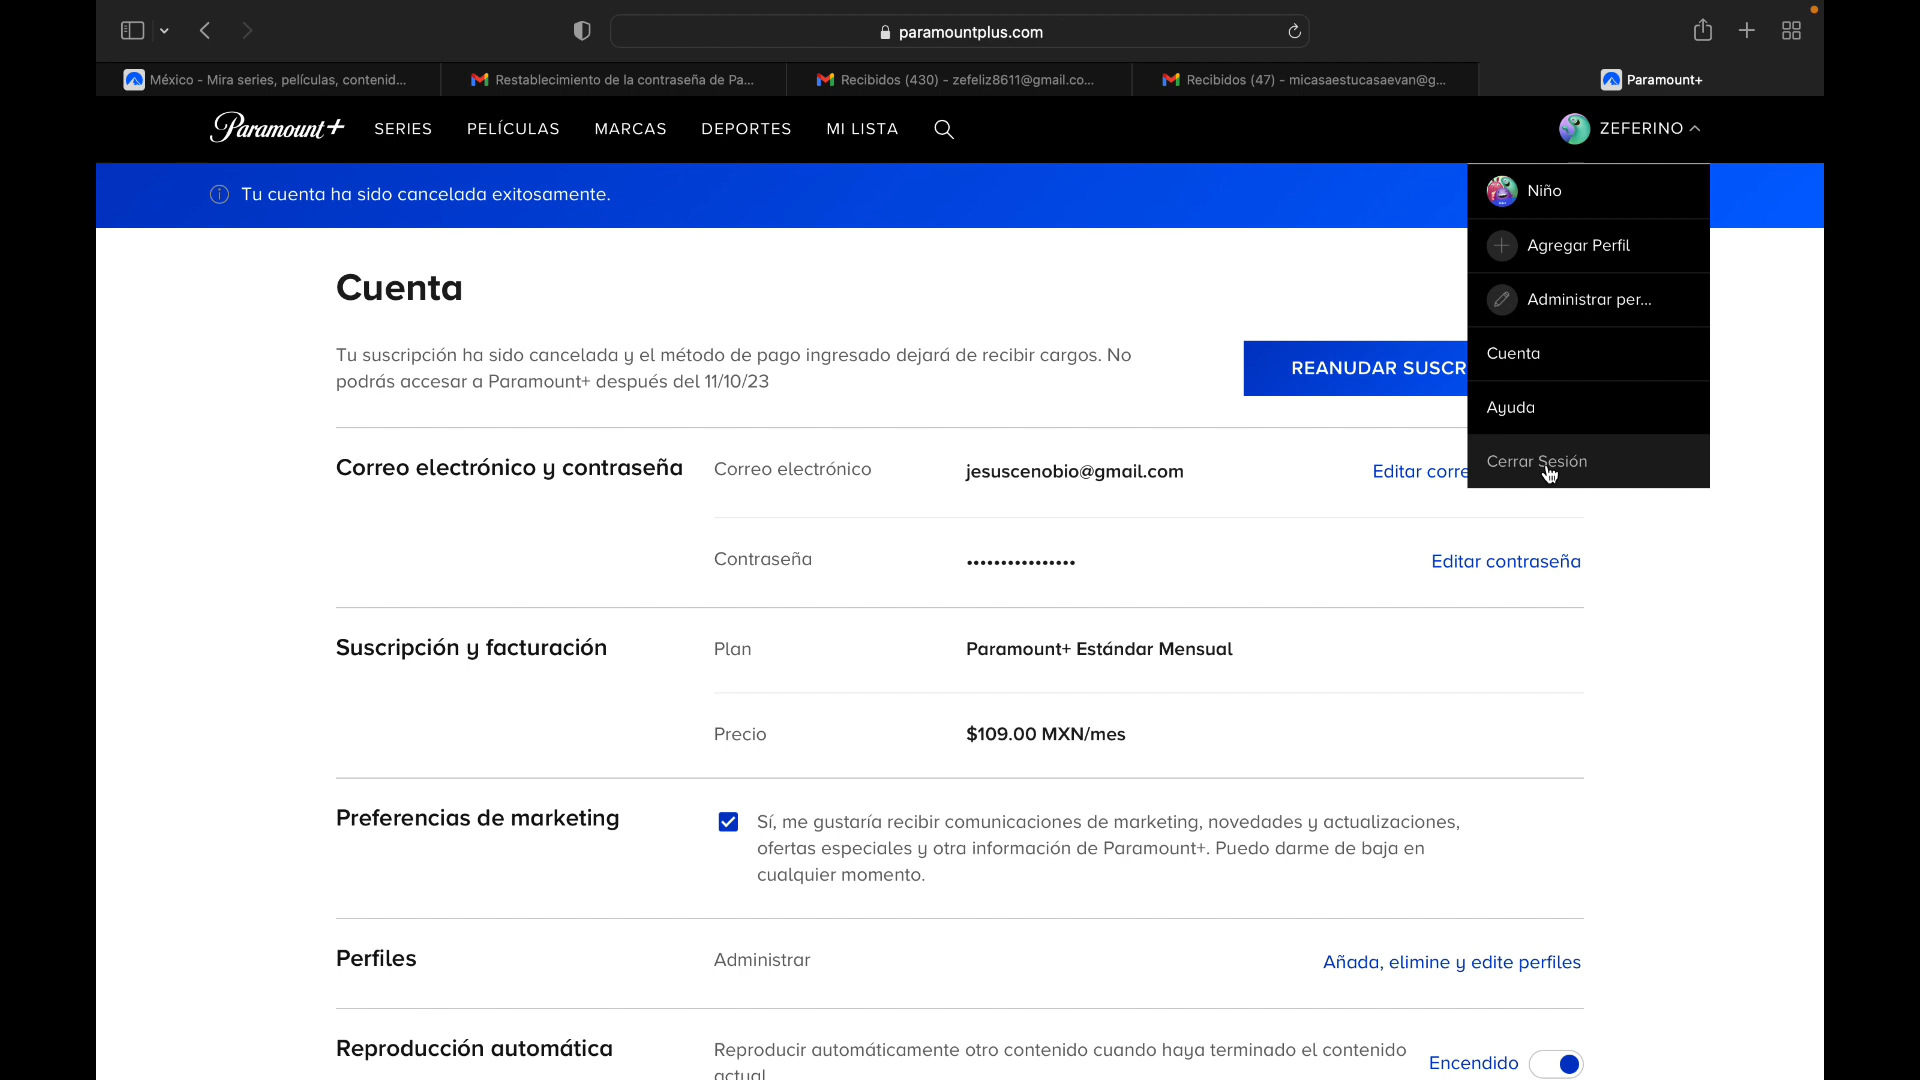 paramountplus.com
México - Mira series, películas, contenid...
Restablecimiento de la contraseña de Pa...
Recibidos (430) - zefeliz8611@gmail.co...
Recibidos (47) - micasaestucasaevan@g...
Paramount+
Paramount+
SERIES
PELÍCULAS
MARCAS
DEPORTES
MI LISTA
ZEFERINO
Tu cuenta ha sido cancelada exitosamente.
Niño
Agregar Perfil
Administrar per...
Cuenta
Ayuda
Cerrar Sesión
Cuenta
Tu suscripción ha sido cancelada y el método de pago ingresado dejará de recibir cargos. No
podrás accesar a Paramount+ después del 11/10/23
REANUDAR SUSCR
Correo electrónico y contraseña
Correo electrónico
jesuscenobio@gmail.com
Editar corre
Contraseña
••••••••••••••••
Editar contraseña
Suscripción y facturación
Plan
Paramount+ Estándar Mensual
Precio
$109.00 MXN/mes
Preferencias de marketing
Sí, me gustaría recibir comunicaciones de marketing, novedades y actualizaciones,
ofertas especiales y otra información de Paramount+. Puedo darme de baja en
cualquier momento.
Perfiles
Administrar
Añada, elimine y edite perfiles
Reproducción automática
Reproducir automáticamente otro contenido cuando haya terminado el contenido
actual
Encendido